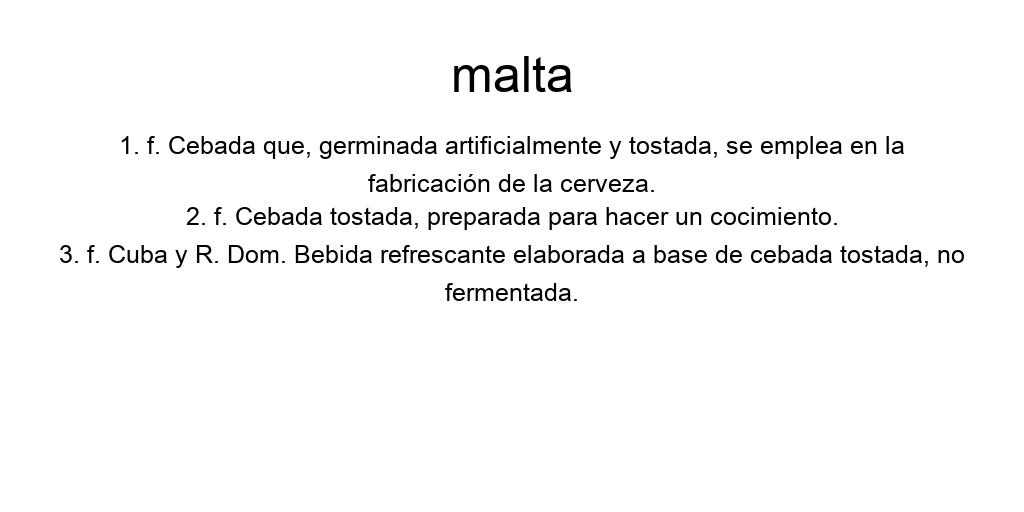 malta
1. f. Cebada que, germinada artificialmente y tostada, se emplea en la
fabricación de la cerveza.
2. f. Cebada tostada, preparada para hacer un cocimiento.
3. f. Cuba y R. Dom. Bebida refrescante elaborada a base de cebada tostada, no
fermentada.